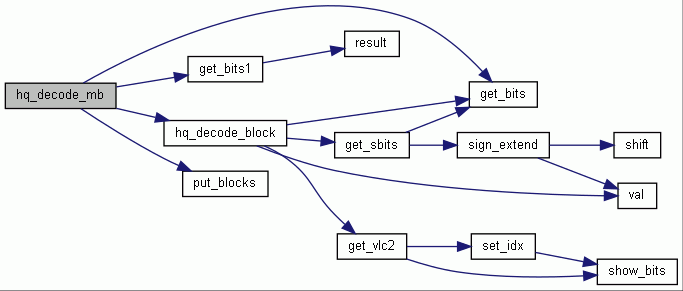 result
get_bits1
hq_decode_mb
get_bits
hq_decode_block
get_sbits
sign_extend
shift
put_blocks
val
get_vlc2
set_idx
show_bits